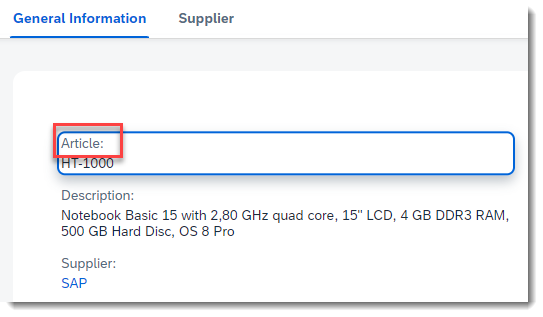 General Information Supplier
Article:
HT-1000
Description:
Notebook Basic 15 with 2,80 GHz quad core, 15" LCD, 4 GB DDR3 RAM,
500 GB Hard Disc, OS 8 Pro
Supplier:
SAP